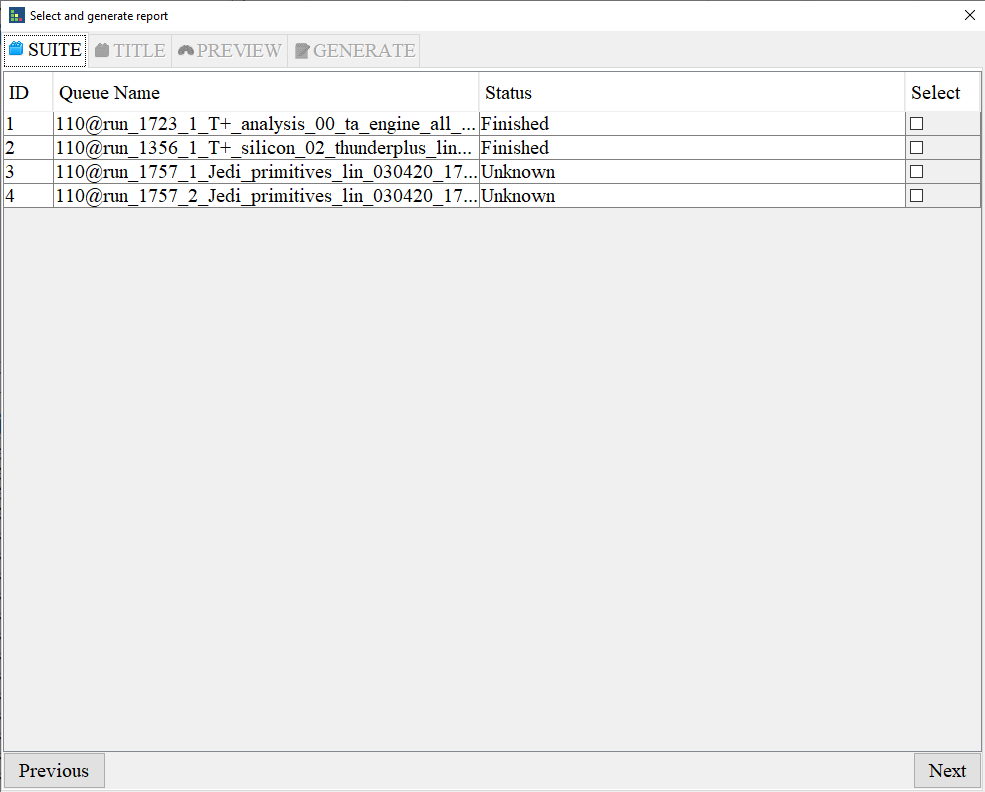 Select and generate report
SUITE TITLE PREVIEW GENERATE
ID Queue Name Status Select
1 110@run_1723_1_T+_analysis_00_ta_engine_all_... Finished
2 110@run_1356_1_T+_silicon_02_thunderplus_lin... Finished
3 110@run_1757_1_Jedi_primitives_lin_030420_17... Unknown
4 110@run_1757_2_Jedi_primitives_lin_030420_17... Unknown
Previous Next